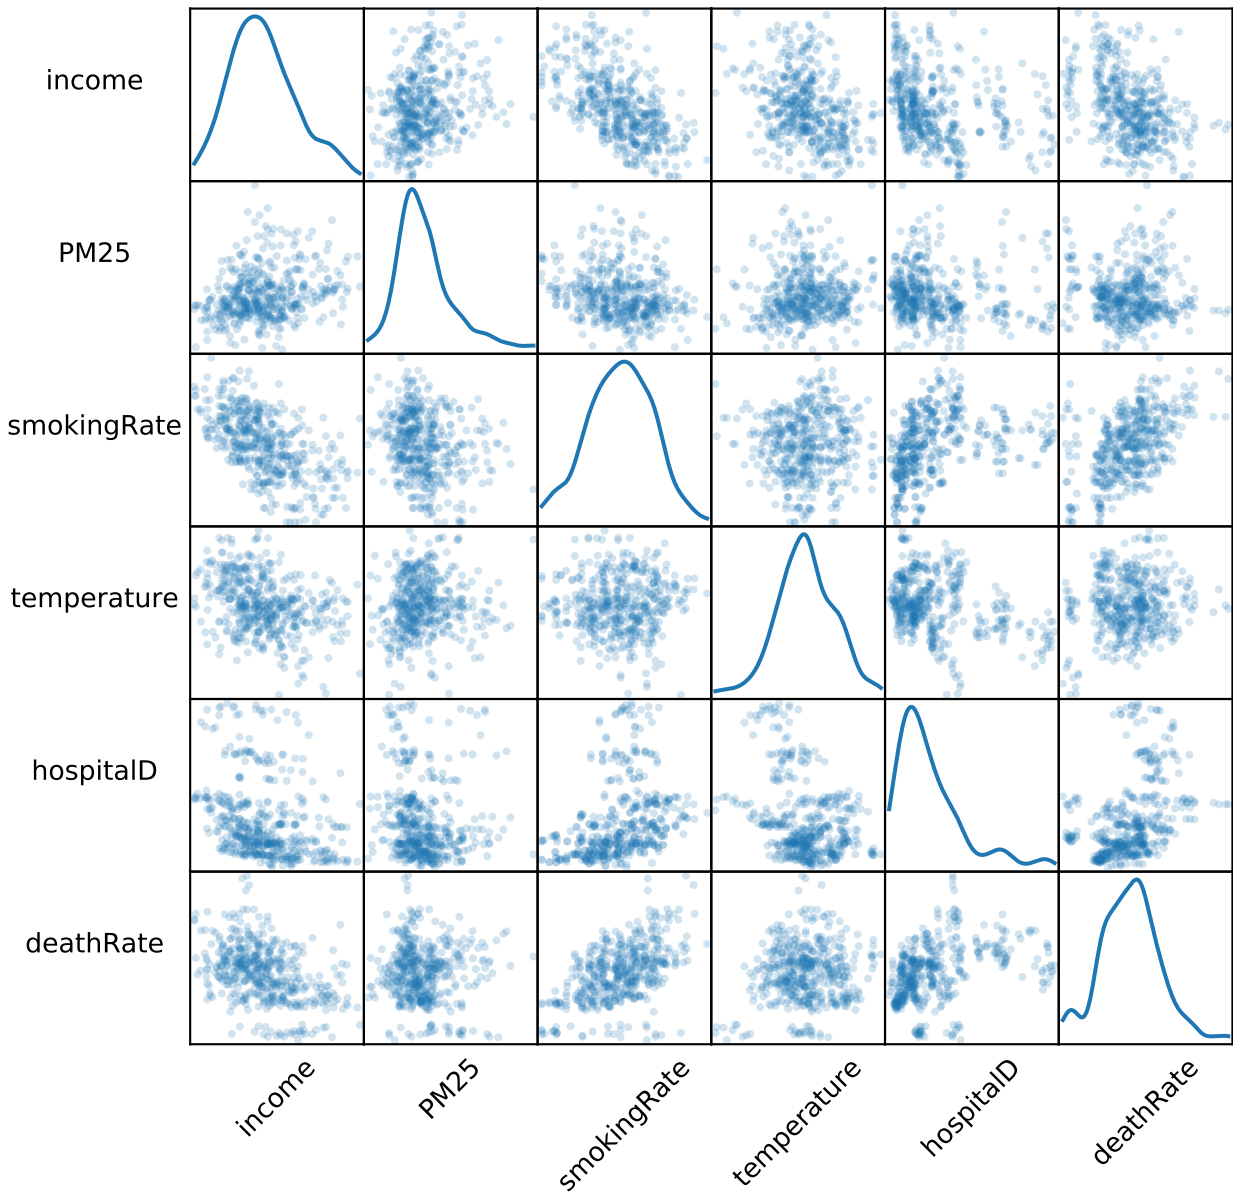 income
PM25
smokingRate
temperature
hospitalD
deathRate
income
PM25
smokingRate
temperature
hospitalD
deathRate